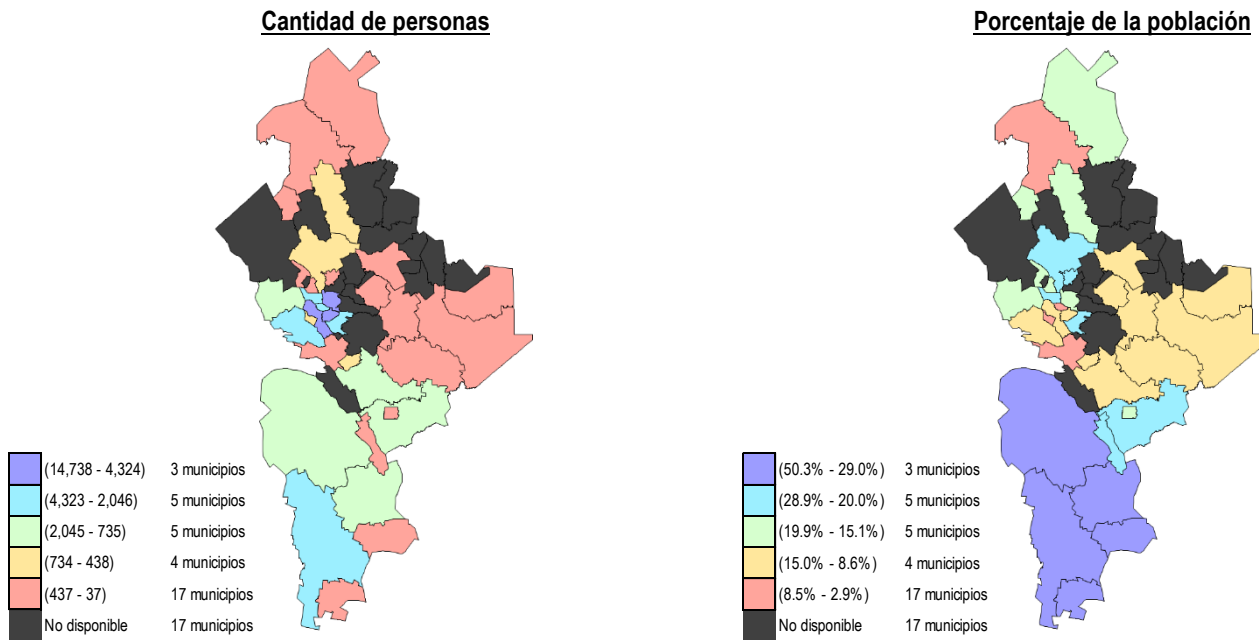 Cantidad de personas
Porcentaje de la población
(14,738 - 4,324) 3 municipios
(4,323 - 2,046) 5 municipios
(2,045 - 735) 5 municipios
(734 - 438) 4 municipios
(437 - 37) 17 municipios
No disponible 17 municipios
(50.3% - 29.0%) 3 municipios
(28.9% - 20.0%) 5 municipios
(19.9% - 15.1%) 5 municipios
(15.0% - 8.6%) 4 municipios
(8.5% - 2.9%) 17 municipios
No disponible 17 municipios